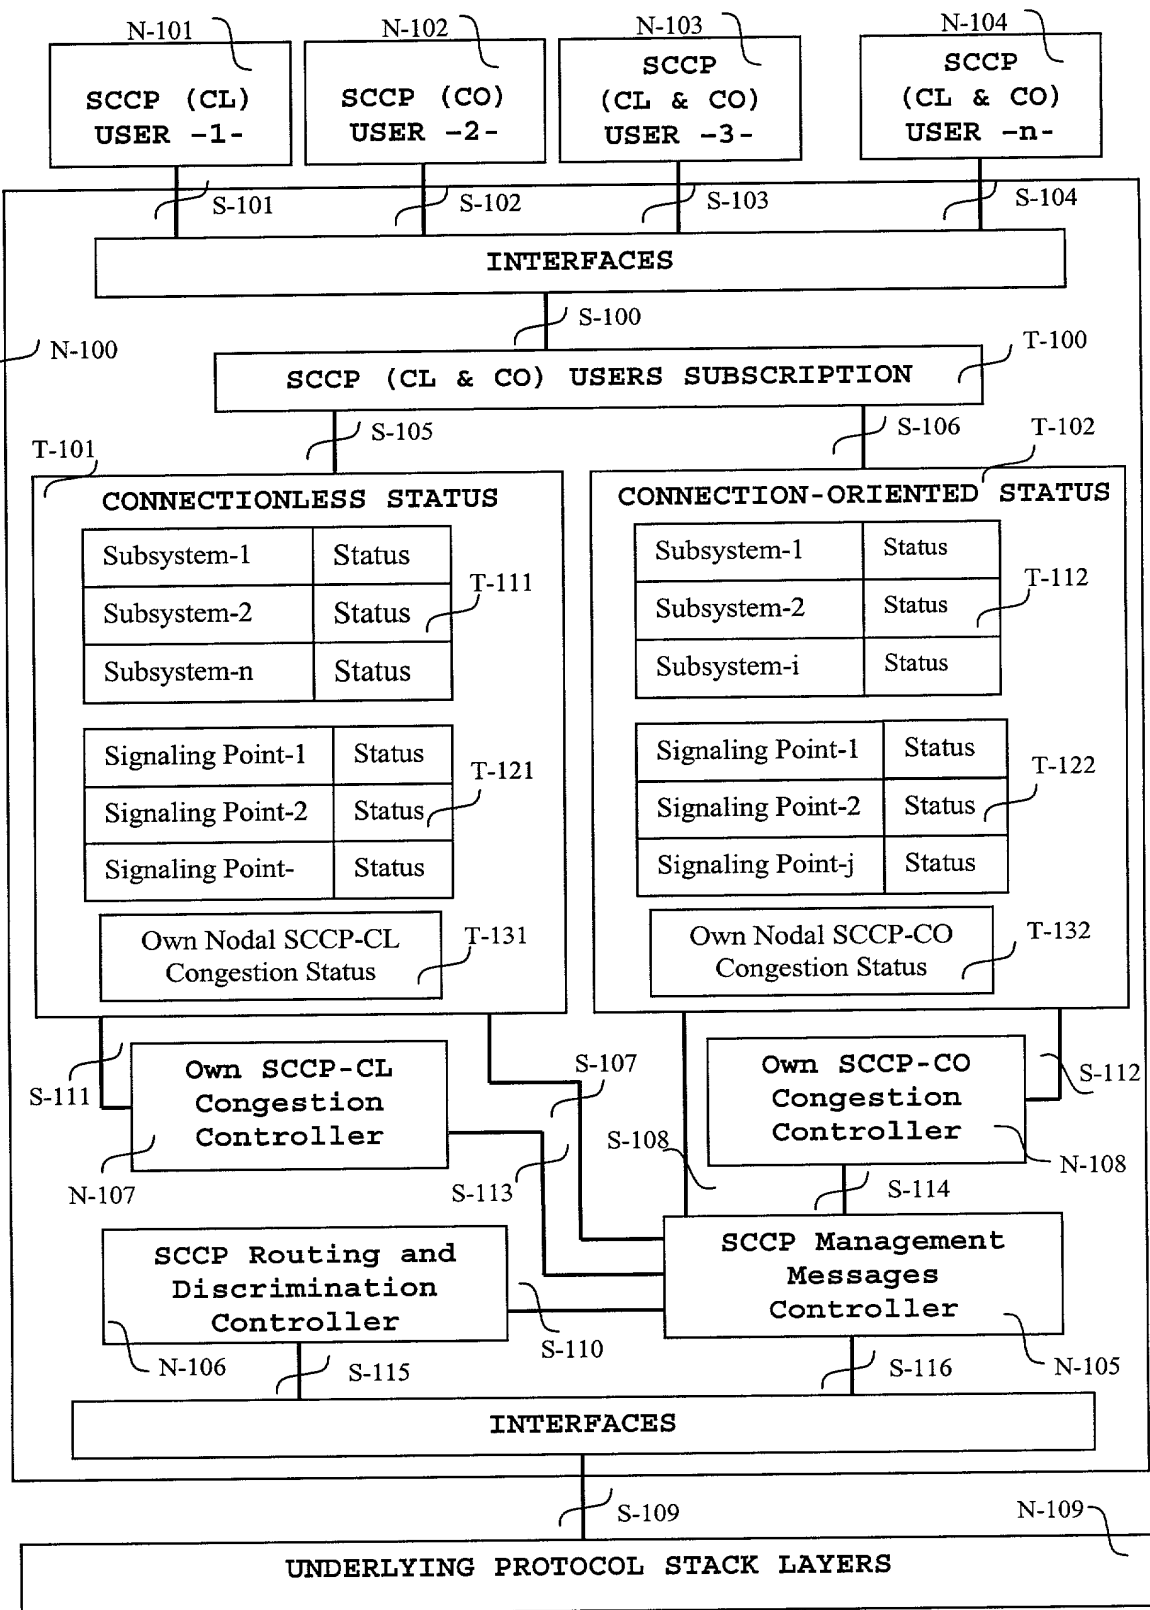 N-101
N-102
N-103
N-104
SCCP (CL)
USER -1-
SCCP (CO)
USER -2-
SCCP
(CL & CO)
USER -3-
SCCP
(CL & CO)
USER -n-
S-101
S-102
S-103
S-104
INTERFACES
S-100
N-100
T-100
SCCP (CL & CO) USERS SUBSCRIPTION
S-105
S-106
T-101
T-102
CONNECTIONLESS STATUS
Subsystem-1 Status
Subsystem-2 Status
Subsystem-n Status
T-111
Signaling Point-1 Status
Signaling Point-2 Status
Signaling Point- Status
T-121
Own Nodal SCCP-CL
Congestion Status
T-131
CONNECTION-ORIENTED STATUS
Subsystem-1 Status
Subsystem-2 Status
Subsystem-i Status
T-112
Signaling Point-1 Status
Signaling Point-2 Status
Signaling Point-j Status
T-122
Own Nodal SCCP-CO
Congestion Status
T-132
S-111
Own SCCP-CL
Congestion
Controller
N-107
S-107
S-113
S-108
Own SCCP-CO
Congestion
Controller
S-112
N-108
S-114
SCCP Routing and
Discrimination
Controller
N-106
S-110
SCCP Management
Messages
Controller
N-105
S-115
S-116
INTERFACES
S-109
N-109
UNDERLYING PROTOCOL STACK LAYERS